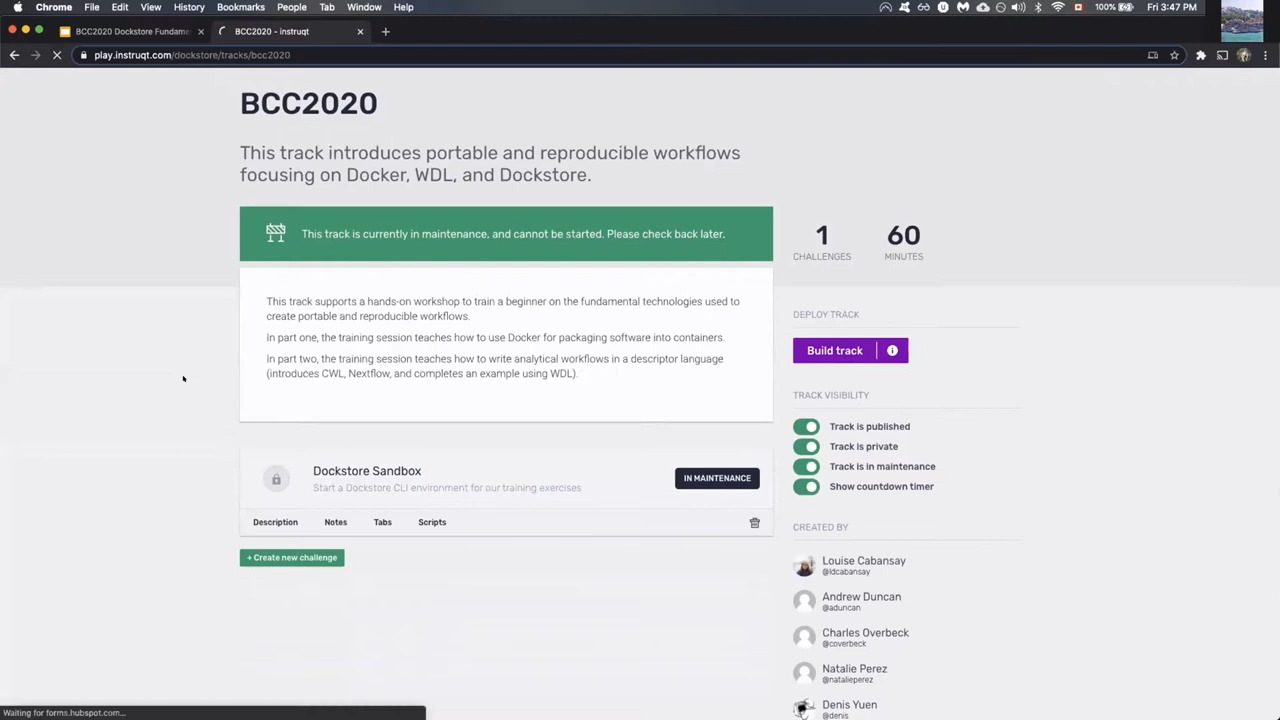 Chrome File Edit View History Bookmarks People Tab Window Help 100% Fri 3:47 PM
BCC2020 Dockstore Fundame BCC2020 - instruqt
play.instruqt.com/dockstore/tracks/bcc2020
BCC2020
This track introduces portable and reproducible workflows
focusing on Docker, WDL, and Dockstore.
This track is currently in maintenance, and cannot be started. Please check back later.
1 60
CHALLENGES MINUTES
This track supports a hands-on workshop to train a beginner on the fundamental technologies used to
create portable and reproducible workflows.
In part one, the training session teaches how to use Docker for packaging software into containers.
In part two, the training session teaches how to write analytical workflows in a descriptor language
(introduces CWL, Nextflow, and completes an example using WDL).
DEPLOY TRACK
Build track
TRACK VISIBILITY
Track is published
Track is private
Track is in maintenance
Show countdown timer
Dockstore Sandbox
Start a Dockstore CLI environment for our training exercises
IN MAINTENANCE
Description Notes Tabs Scripts
+ Create new challenge
CREATED BY
Louise Cabansay
@ldcabansay
Andrew Duncan
@aduncan
Charles Overbeck
@coverbeck
Natalie Perez
@natalieperez
Denis Yuen
@denis
Waiting for forms.hubspot.com...